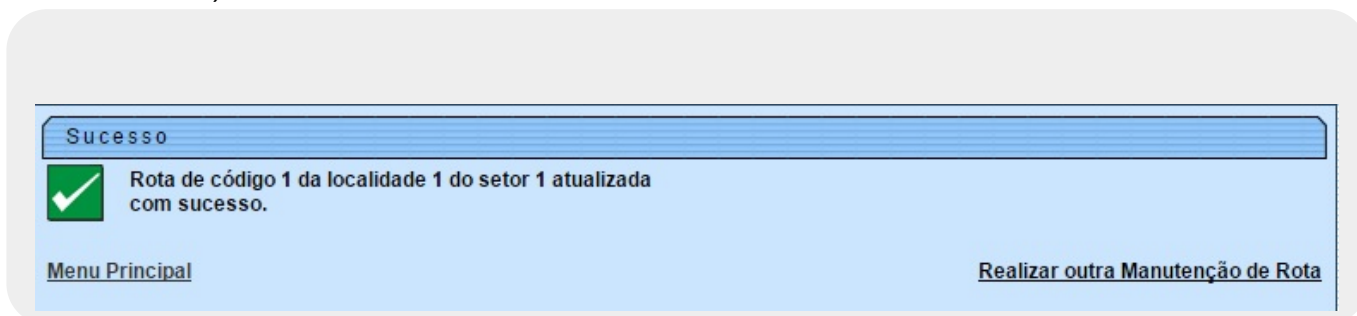 Sucesso
Rota de código 1 da localidade 1 do setor 1 atualizada
com sucesso.
Menu Principal
Realizar outra Manutenção de Rota